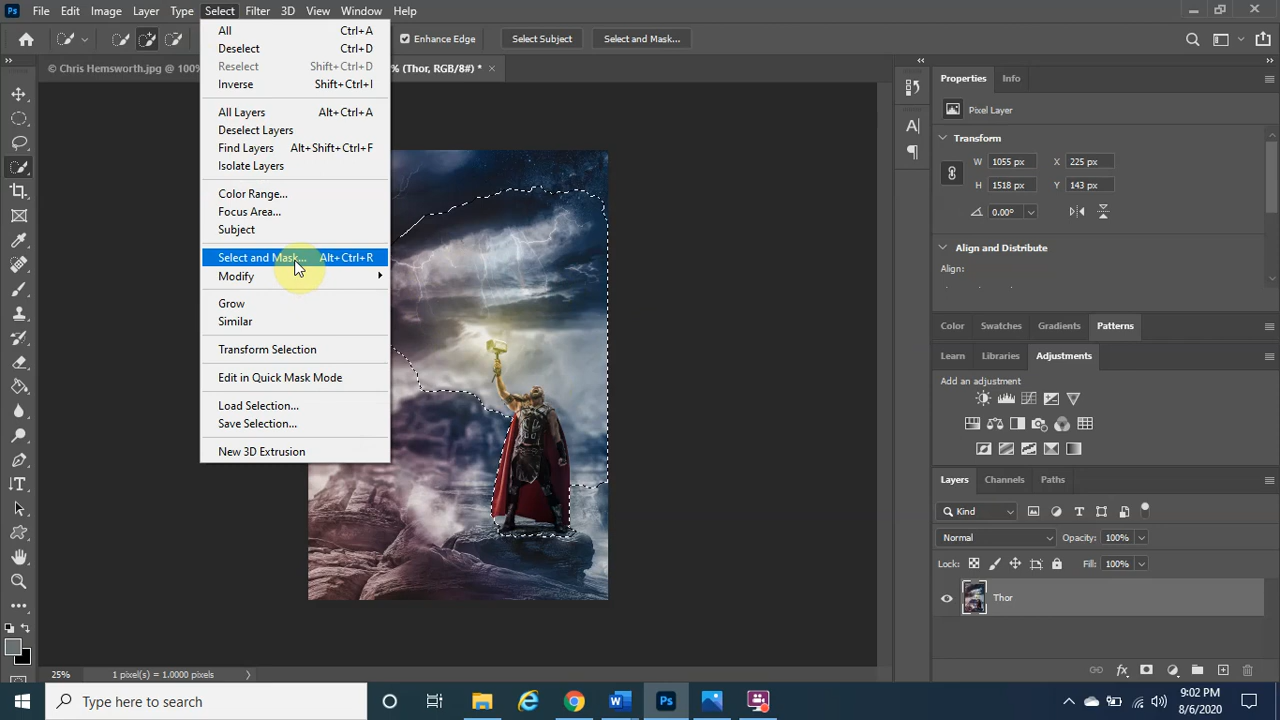 Ps File Edit Image Layer Type Select Filter 3D View Window Help
Enhance Edge Select Subject Select and Mask...
© Chris Hemsworth.jpg @ 100% % (Thor, RGB/8#) * ×
All Ctrl+A
Deselect Ctrl+D
Reselect Shift+Ctrl+D
Inverse Shift+Ctrl+I
All Layers Alt+Ctrl+A
Deselect Layers
Find Layers Alt+Shift+Ctrl+F
Isolate Layers
Color Range...
Focus Area...
Subject
Select and Mask... Alt+Ctrl+R
Modify
Grow
Similar
Transform Selection
Edit in Quick Mask Mode
Load Selection...
Save Selection...
New 3D Extrusion
Properties Info
Pixel Layer
Transform
W 1055 px X 225 px
H 1518 px Y 143 px
0.00°
Align and Distribute
Align:
Color Swatches Gradients Patterns
Learn Libraries Adjustments
Add an adjustment
Layers Channels Paths
Kind
Normal Opacity: 100%
Lock: Fill: 100%
Thor
25% 1 pixel(s) = 1.0000 pixels
Type here to search
9:02 PM
8/6/2020